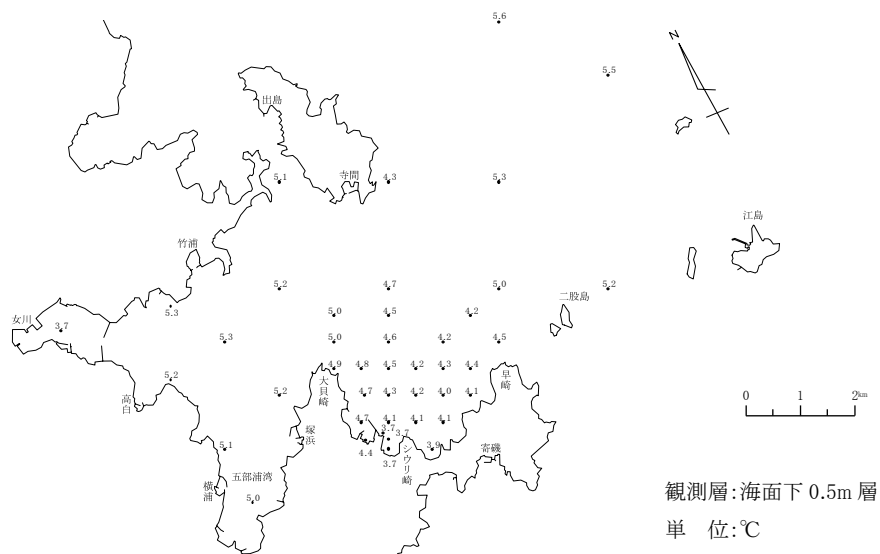 5.6
5.5
N
出島
5.1
寺間
4.3
5.3
江島
竹浦
5.2
4.7
5.0
5.2
二股島
5.3
5.0
4.5
4.2
女川
3.7
5.3
5.0
4.6
4.2
4.5
4.9
4.8
4.5
4.2
4.3
4.4
5.2
大貝崎
早崎
高白
5.2
4.7
4.3
4.2
4.0
4.1
0
1
2km
4.7
4.1
4.1
4.1
塚浜
3.7
3.7
5.1
4.4
3.7
シウリ崎
3.9
寄磯
五部浦湾
横浦
5.0
観測層:海面下 0.5m 層
単 位:℃